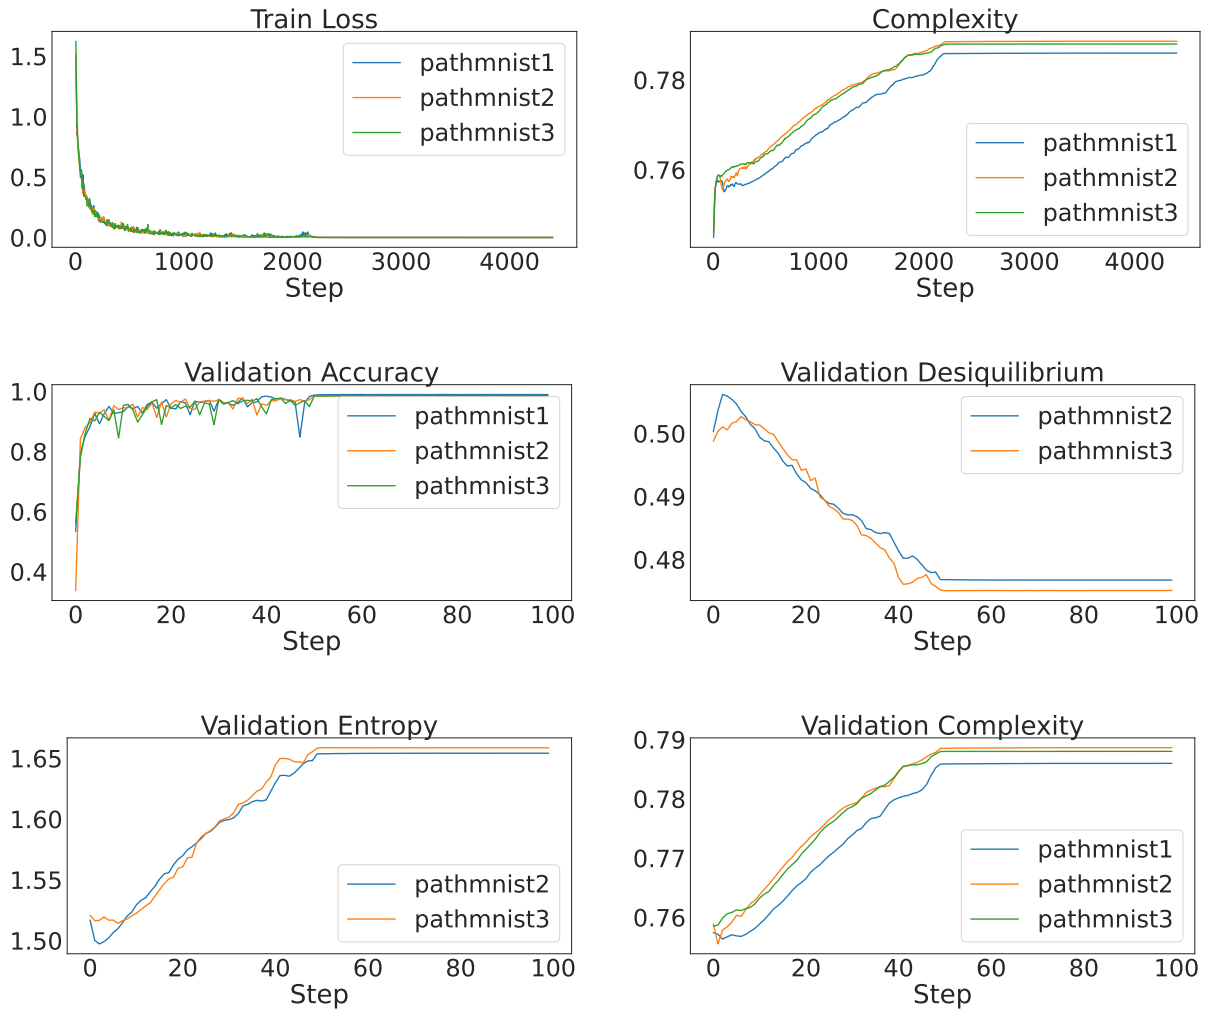 Train Loss
1.5
1.0
0.5
0.0
pathmnist1
pathmnist2
pathmnist3
0 1000 2000 3000 4000
Step
Complexity
0.78
0.76
pathmnist1
pathmnist2
pathmnist3
0 1000 2000 3000 4000
Step
Validation Accuracy
1.0
0.8
0.6
0.4
pathmnist1
pathmnist2
pathmnist3
0 20 40 60 80 100
Step
Validation Desiquilibrium
0.50
0.49
0.48
pathmnist2
pathmnist3
0 20 40 60 80 100
Step
Validation Entropy
1.65
1.60
1.55
1.50
pathmnist2
pathmnist3
0 20 40 60 80 100
Step
Validation Complexity
0.79
0.78
0.77
0.76
pathmnist1
pathmnist2
pathmnist3
0 20 40 60 80 100
Step